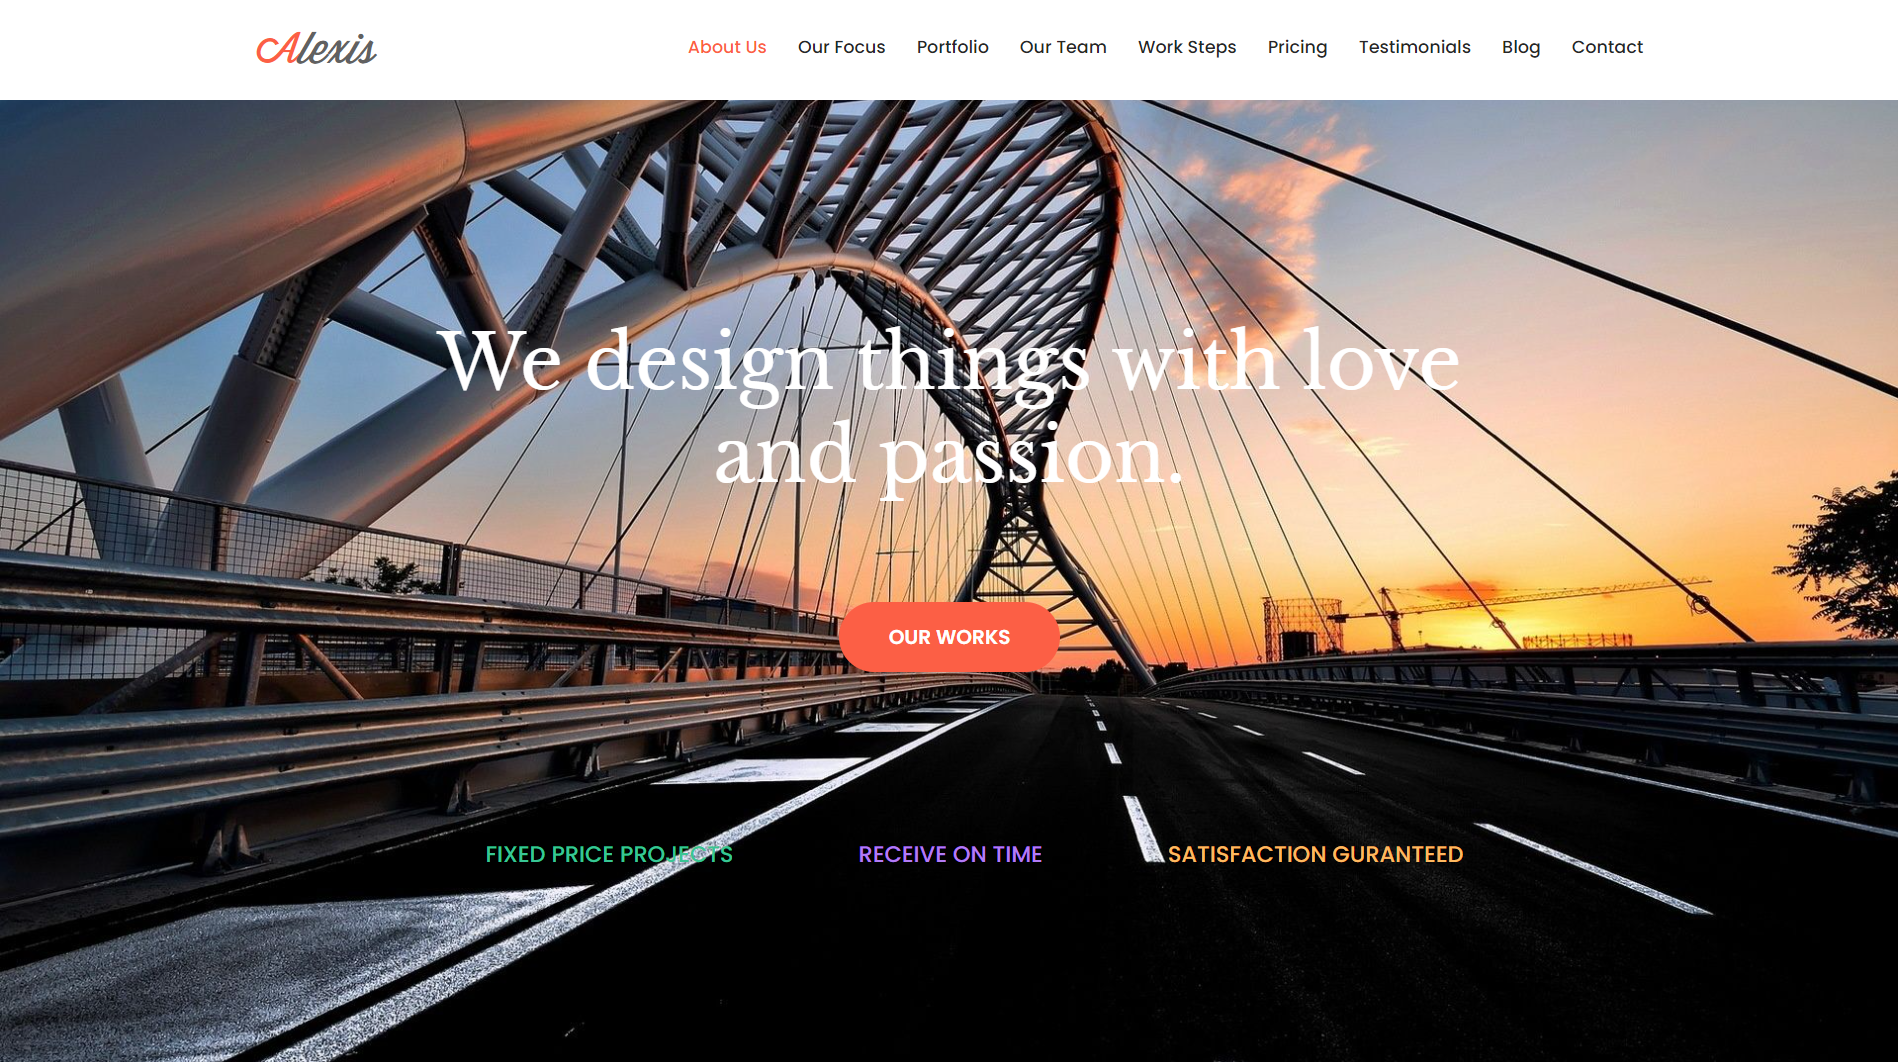 Alexis
About Us Our Focus Portfolio Our Team Work Steps Pricing Testimonials Blog Contact
We design things with love
and passion.
OUR WORKS
FIXED PRICE PROJECTS RECEIVE ON TIME SATISFACTION GURANTEED